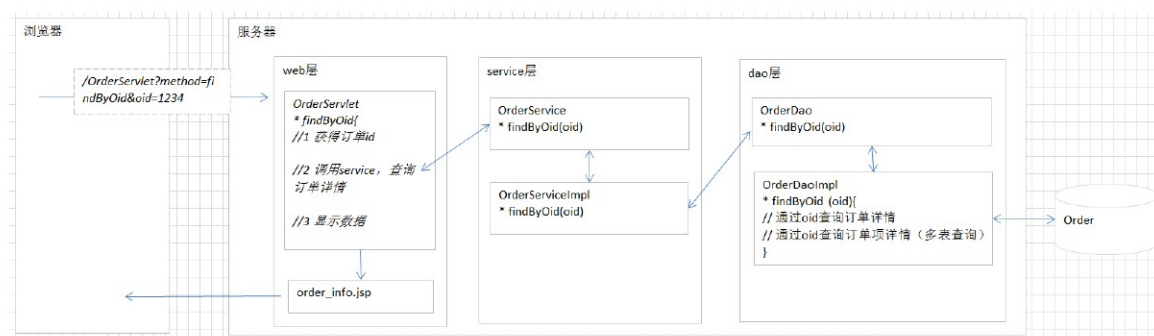 浏览器
/OrderServlet?method=fi
ndByOid&oid=1234
服务器
web层
OrderServlet
* findByOid{
//1 获得订单id
//2 调用service，查询
订单详情
//3 显示数据
order_info.jsp
service层
OrderService
* findByOid(oid)
OrderServiceImpl
* findByOid(oid)
dao层
OrderDao
* findByOid(oid)
OrderDaoImpl
* findByOid (oid){
// 通过oid查询订单详情
// 通过oid查询订单项详情（多表查询）
}
Order